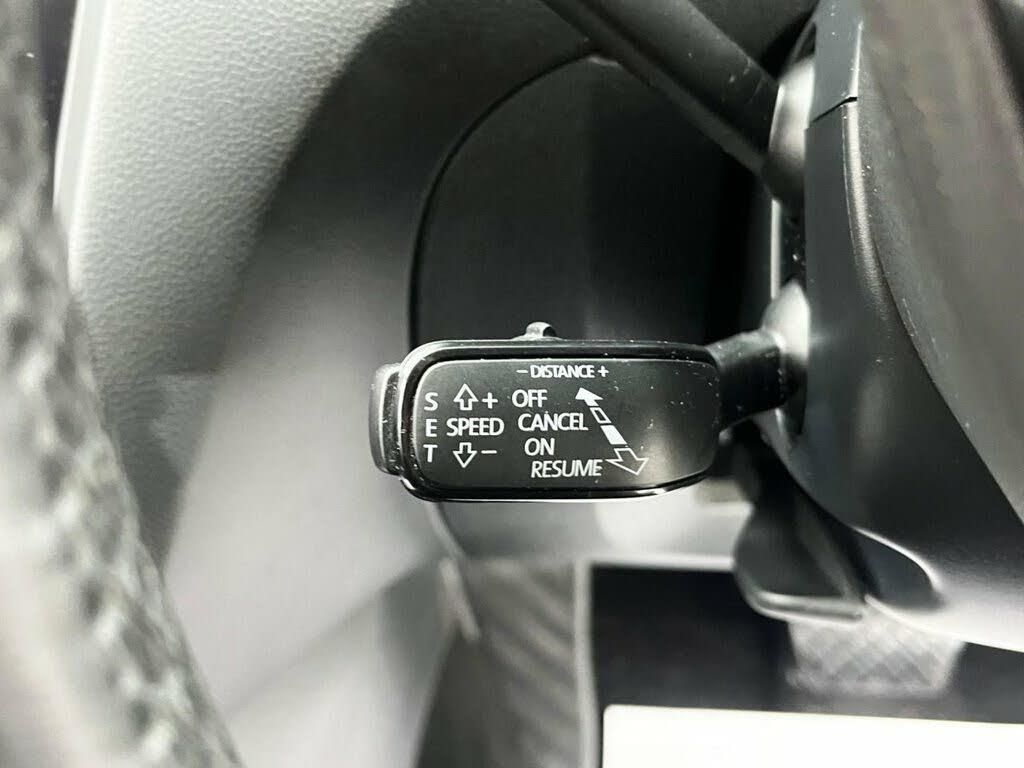 − DISTANCE +
S + OFF
E SPEED CANCEL
T − ON
RESUME